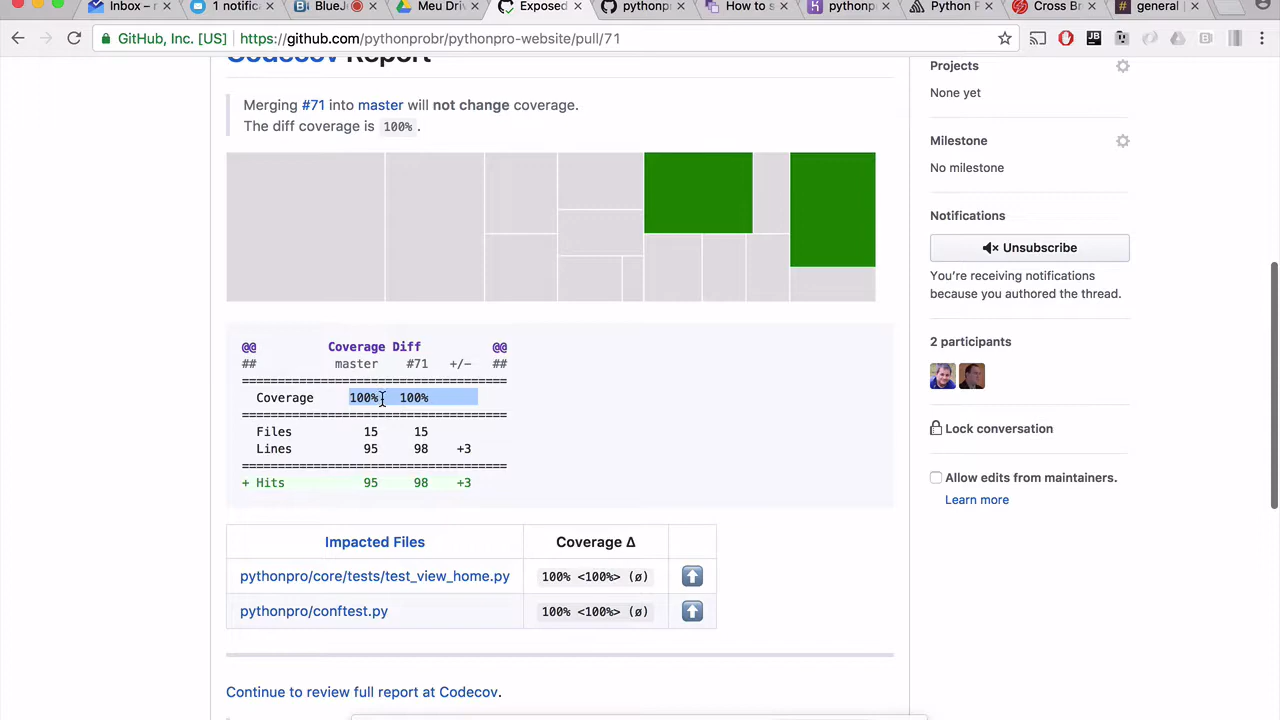 Inbox –
1 notific
BlueJ
Meu Driv
Exposed
pythonp
How to s
pythonp
Python P
Cross Br
general
GitHub, Inc. [US]
https://github.com/pythonprobr/pythonpro-website/pull/71
Codecov Report
Merging #71 into master will not change coverage.
The diff coverage is 100%.
@@ Coverage Diff @@
## master #71 +/- ##
=====================================
Coverage 100% 100%
=====================================
Files 15 15
Lines 95 98 +3
=====================================
+ Hits 95 98 +3
Impacted Files Coverage Δ
pythonpro/core/tests/test_view_home.py 100% <100%> (ø)
pythonpro/conftest.py 100% <100%> (ø)
Continue to review full report at Codecov.
Projects
None yet
Milestone
No milestone
Notifications
Unsubscribe
You’re receiving notifications
because you authored the thread.
2 participants
Lock conversation
Allow edits from maintainers.
Learn more